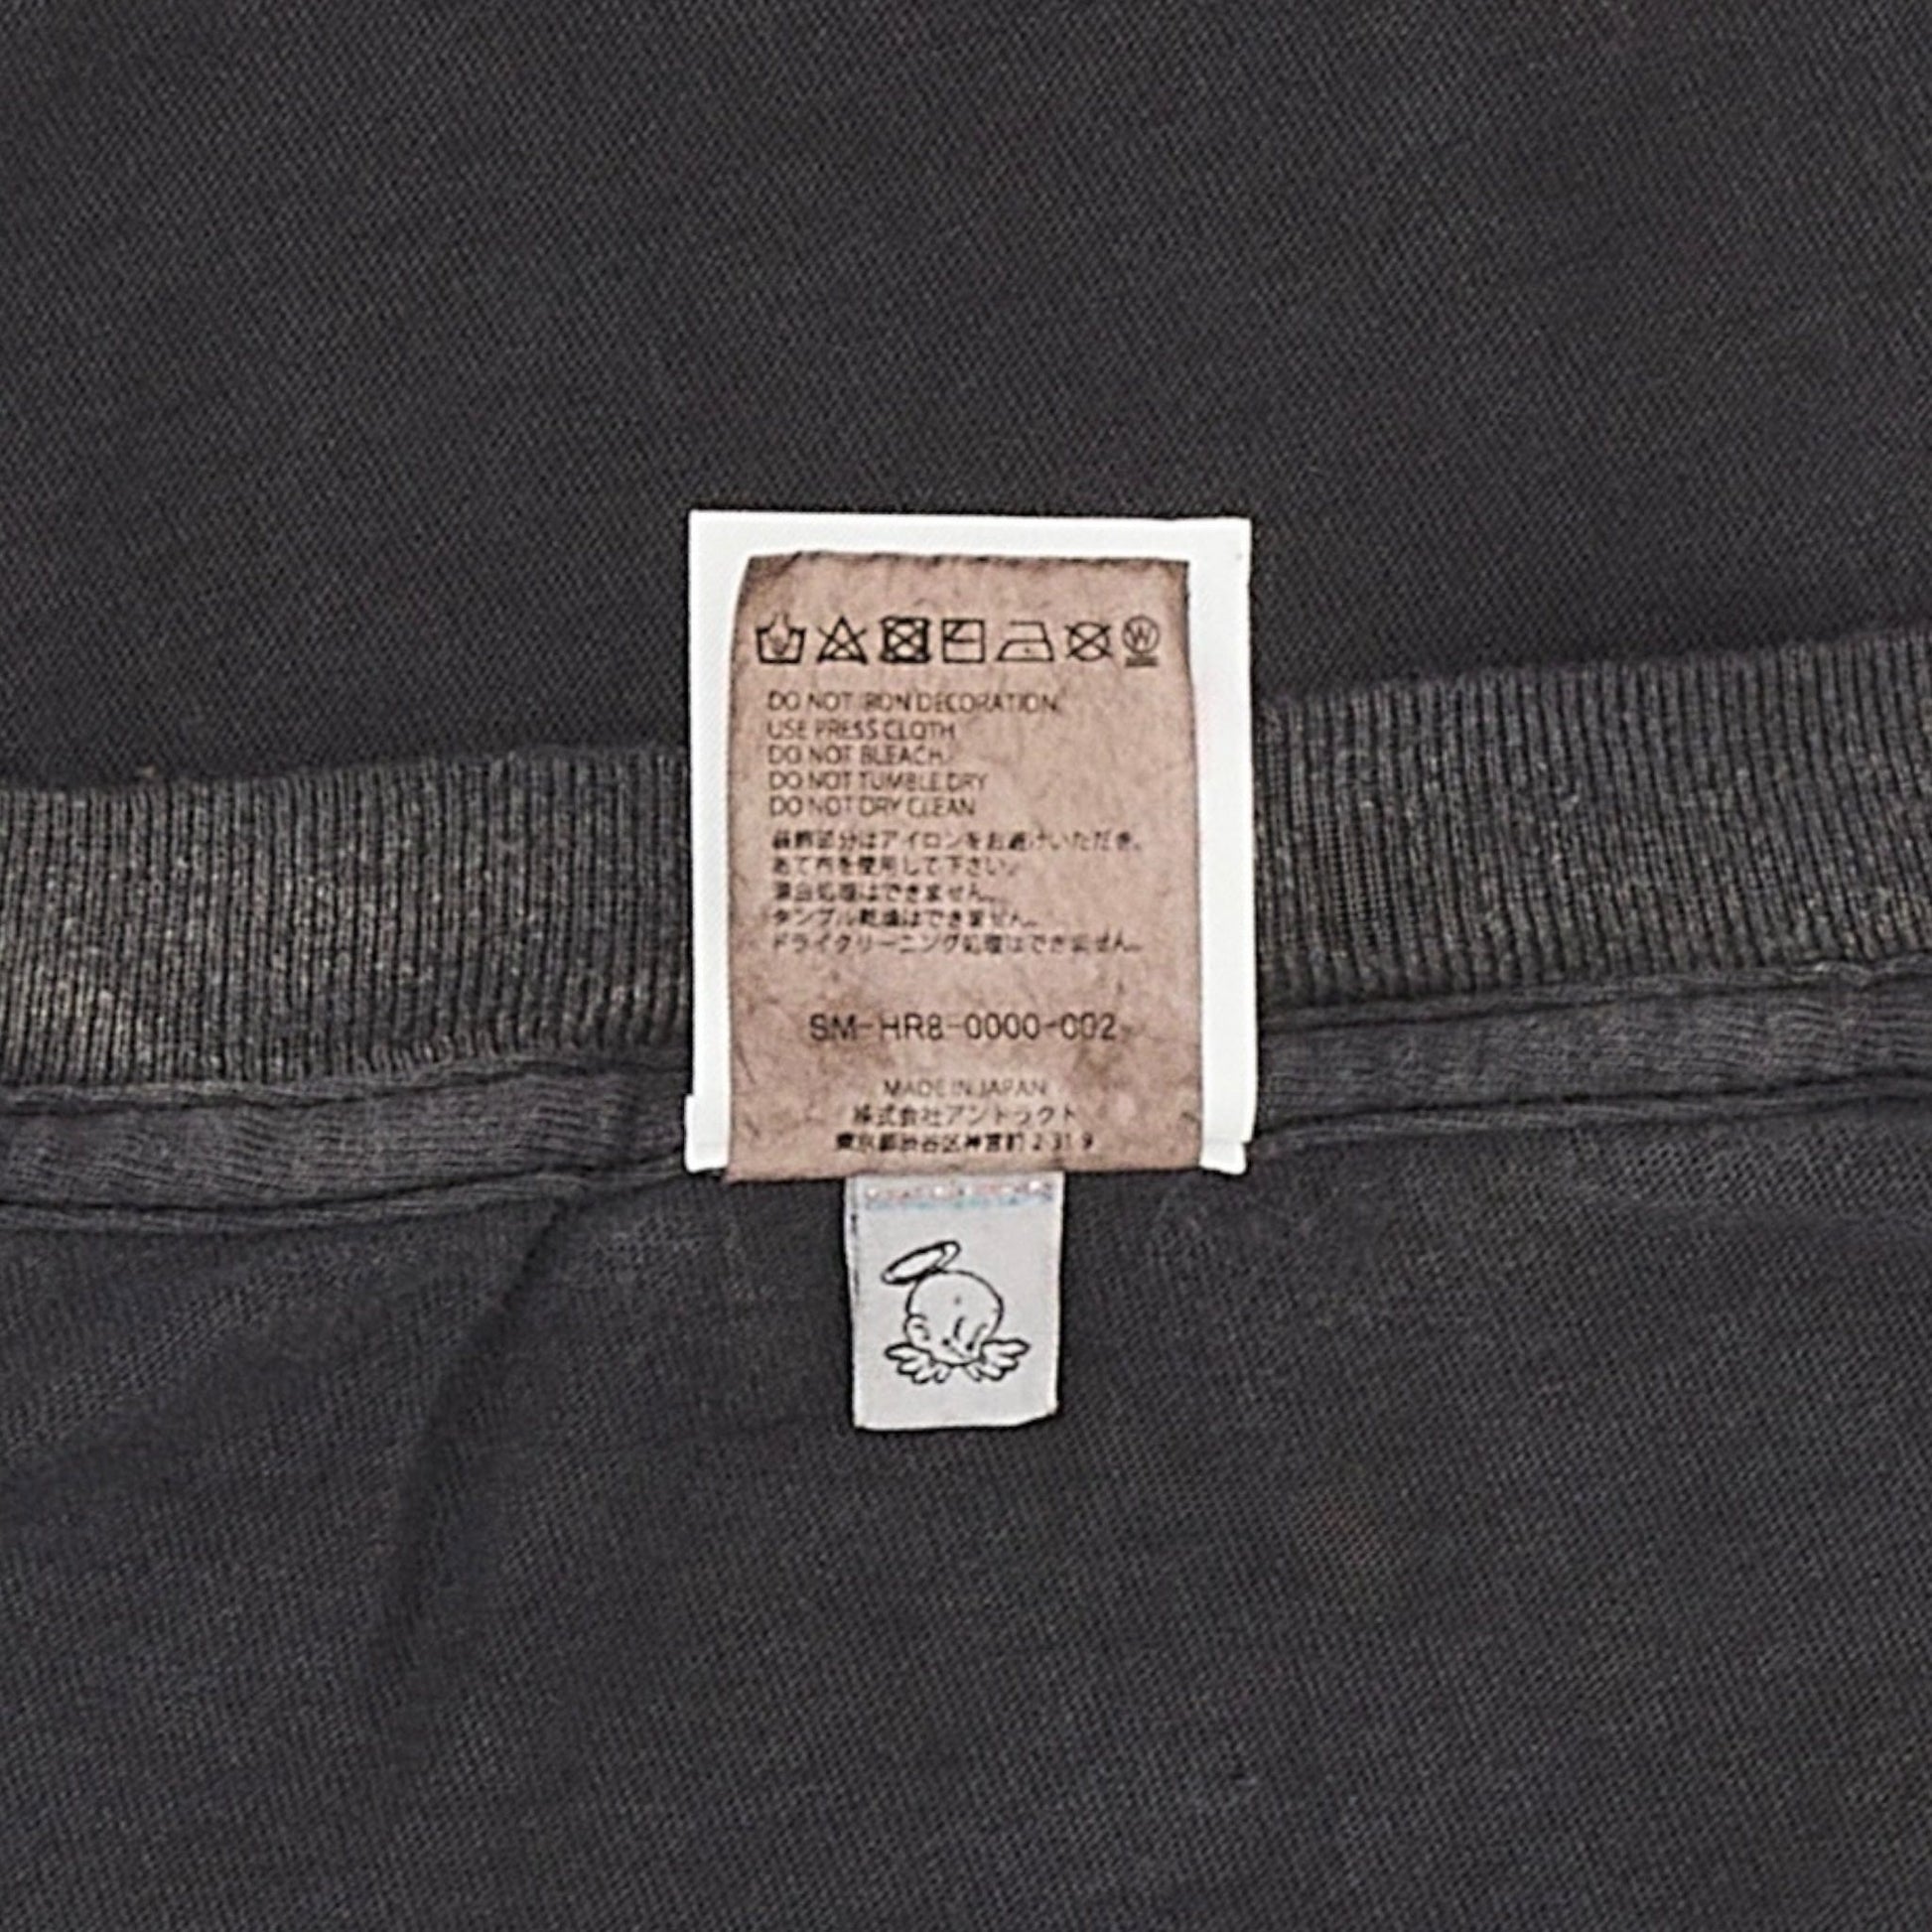 W
DO NOT IRON DECORATION.
USE PRESS CLOTH
DO NOT BLEACH.
DO NOT TUMBLE DRY
DO NOT DRY CLEAN
装飾部分はアイロンをお避けいただき、
あて布を使用して下さい。
漂白処理はできません。
タンブル乾燥はできません。
ドライクリーニング処理はできません。
SM-HR8-0000-002
MADE IN JAPAN
株式会社アントラクト
東京都渋谷区神宮前 2-31-9